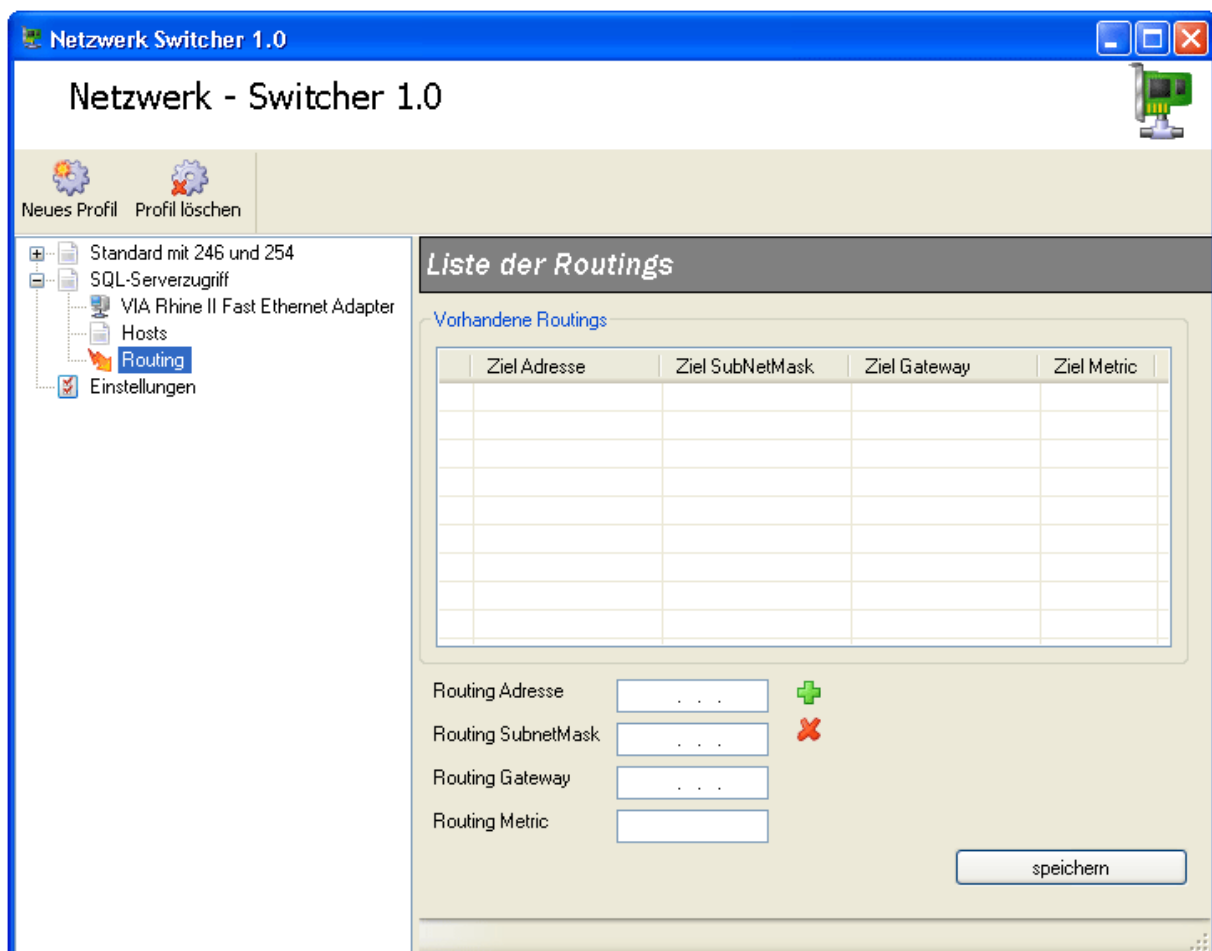 Netzwerk Switcher 1.0
Netzwerk - Switcher 1.0
Neues Profil Profil löschen
Standard mit 246 und 254
SQL-Serverzugriff
VIA Rhine II Fast Ethernet Adapter
Hosts
Routing
Einstellungen
Liste der Routings
Vorhandene Routings
Ziel Adresse Ziel SubNetMask Ziel Gateway Ziel Metric
Routing Adresse . . .
Routing SubnetMask . . .
Routing Gateway . . .
Routing Metric
speichern